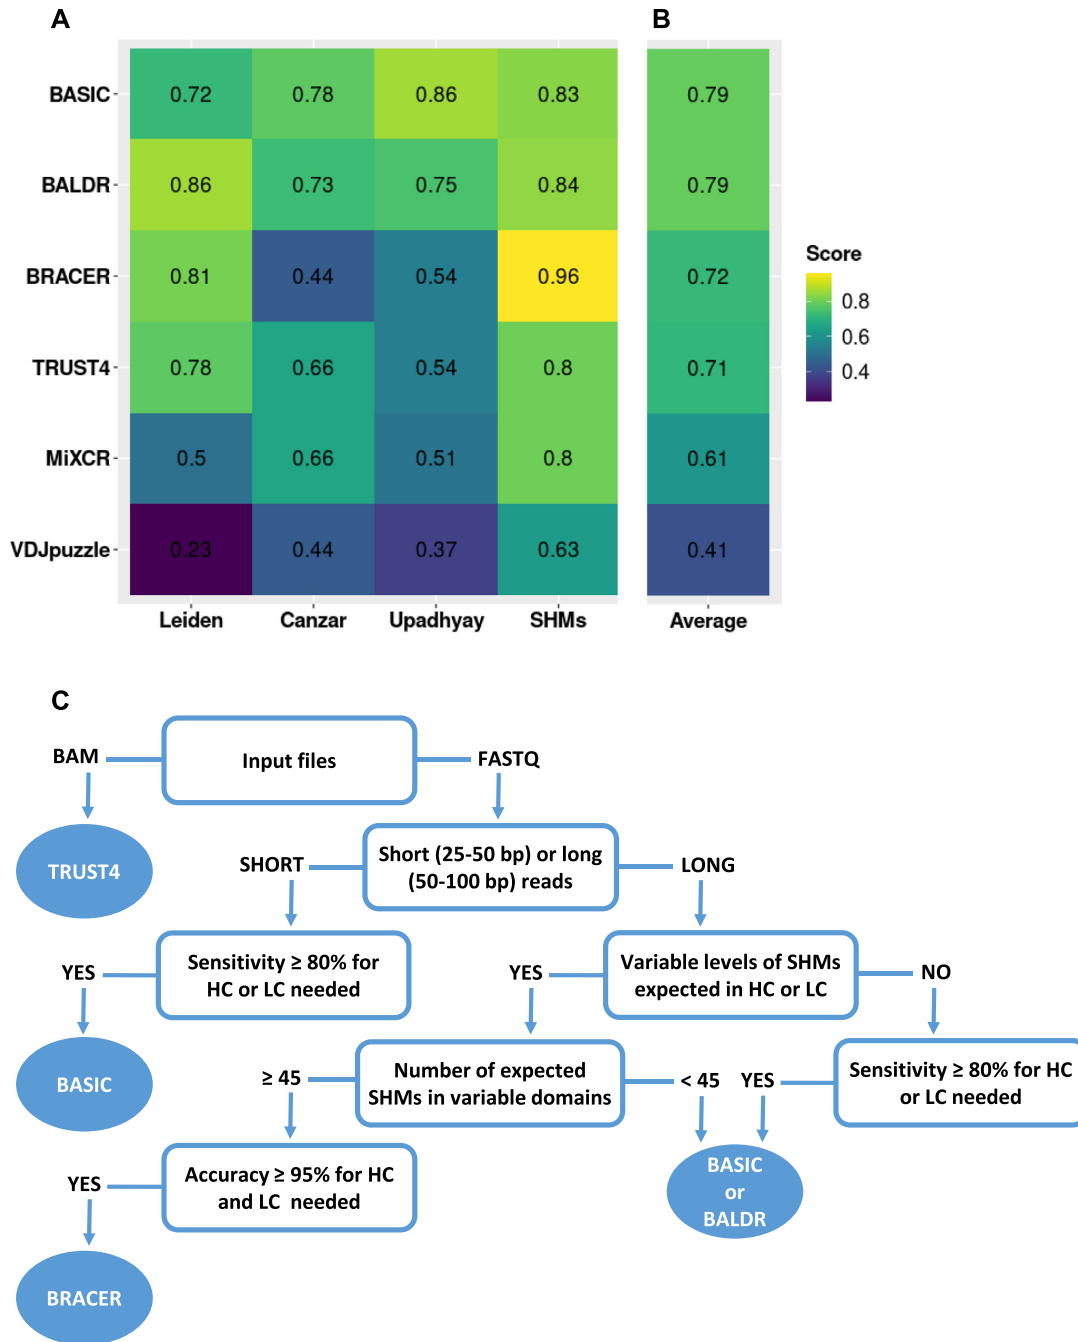 A
B
BASIC
0.72
0.78
0.86
0.83
0.79
BALDR
0.86
0.73
0.75
0.84
0.79
BRACER
0.81
0.44
0.54
0.96
0.72
TRUST4
0.78
0.66
0.54
0.8
0.71
MiXCR
0.5
0.66
0.51
0.8
0.61
VDJpuzzle
0.23
0.44
0.37
0.63
0.41
Leiden
Canzar
Upadhyay
SHMs
Average
Score
0.8
0.6
0.4
C
BAM
Input files
FASTQ
TRUST4
SHORT
Short (25-50 bp) or long
(50-100 bp) reads
LONG
YES
Sensitivity ≥ 80% for
HC or LC needed
YES
Variable levels of SHMs
expected in HC or LC
NO
BASIC
≥ 45
Number of expected
SHMs in variable domains
< 45
YES
Sensitivity ≥ 80% for HC
or LC needed
YES
Accuracy ≥ 95% for HC
and LC needed
BASIC
or
BALDR
BRACER